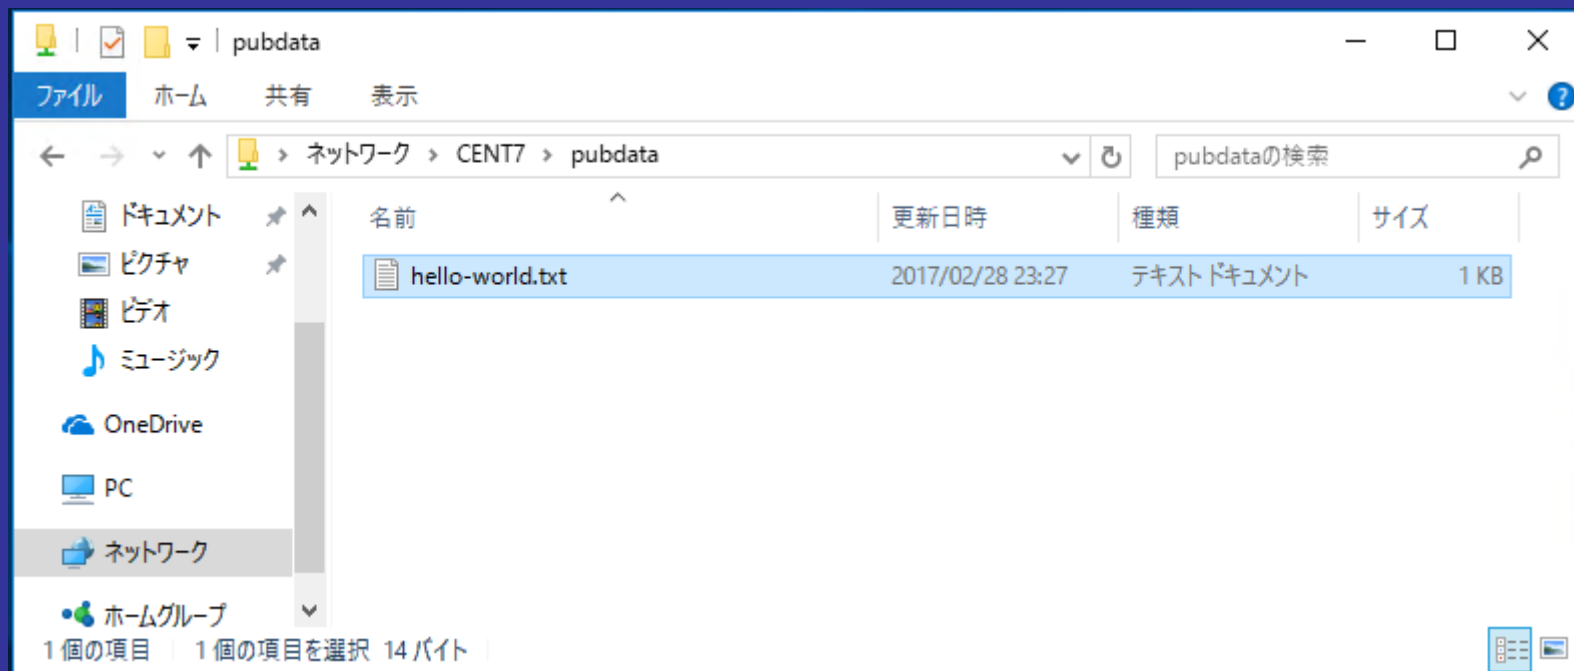 pubdata
ファイル ホーム 共有 表示
ネットワーク > CENT7 > pubdata pubdataの検索
名前 更新日時 種類 サイズ
hello-world.txt 2017/02/28 23:27 テキスト ドキュメント 1 KB
ドキュメント
ピクチャ
ビデオ
ミュージック
OneDrive
PC
ネットワーク
ホームグループ
1 個の項目 1 個の項目を選択 14 バイト